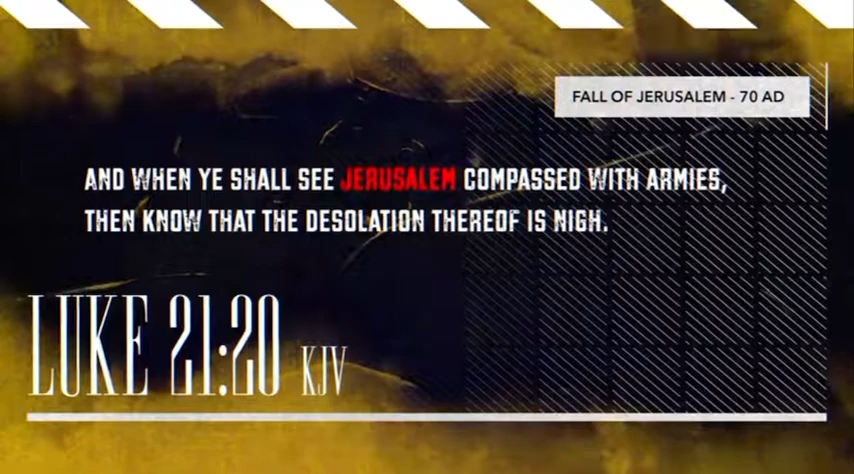 FALL OF JERUSALEM - 70 AD
AND WHEN YE SHALL SEE JERUSALEM COMPASSED WITH ARMIES,
THEN KNOW THAT THE DESOLATION THEREOF IS NIGH.
LUKE 21:20 KJV